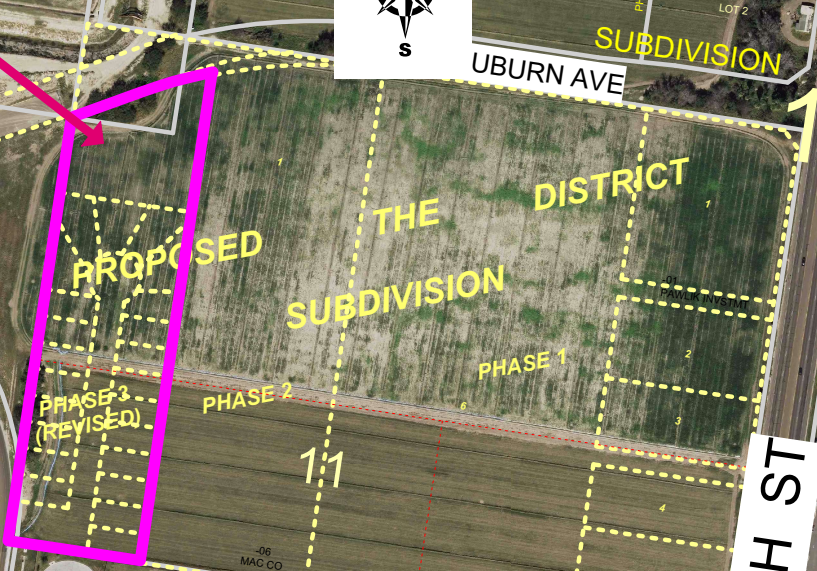 LOT 2
PH
S
SUBDIVISION
UBURN AVE
1
1
1
DISTRICT
THE
PROPOSED
SUBDIVISION
-01
PAWLIK INVSTMT
2
PHASE 1
PHASE 2
6
3
PHASE 3
(REVISED)
11
4
H ST
-06
MAC CO